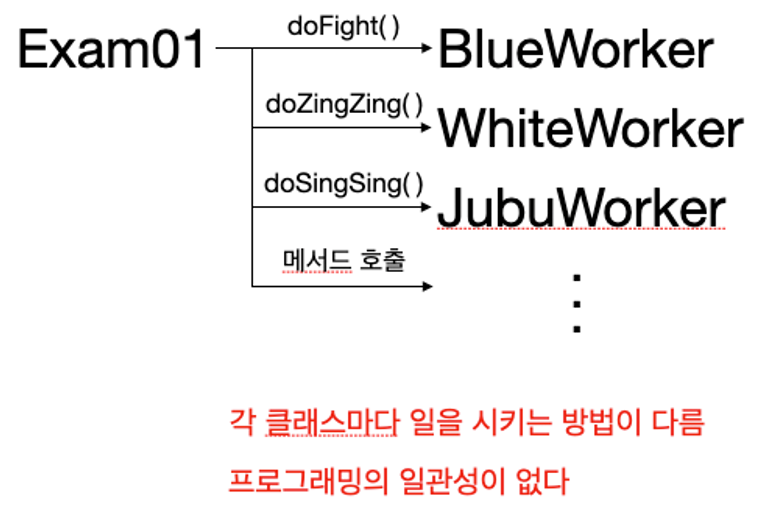 Exam01
doFight( )
BlueWorker
doZingZing( )
WhiteWorker
doSingSing( )
JubuWorker
메서드 호출
각 클래스마다 일을 시키는 방법이 다름
프로그래밍의 일관성이 없다